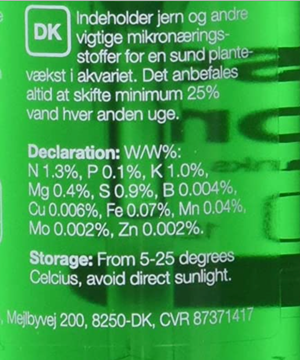 DK Indeholder jern og andre
vigtige mikronærings-
stoffer for en sund plante-
vækst i akvariet. Det anbefales
altid at skifte minimum 25%
vand hver anden uge.
Declaration: W/W%:
N 1.3%, P 0.1%, K 1.0%,
Mg 0.4%, S 0.9%, B 0.004%,
Cu 0.006%, Fe 0.07%, Mn 0.04%,
Mo 0.002%, Zn 0.002%.
Storage: From 5-25 degrees
Celcius, avoid direct sunlight.
, Mejlbyvej 200, 8250-DK, CVR 87371417